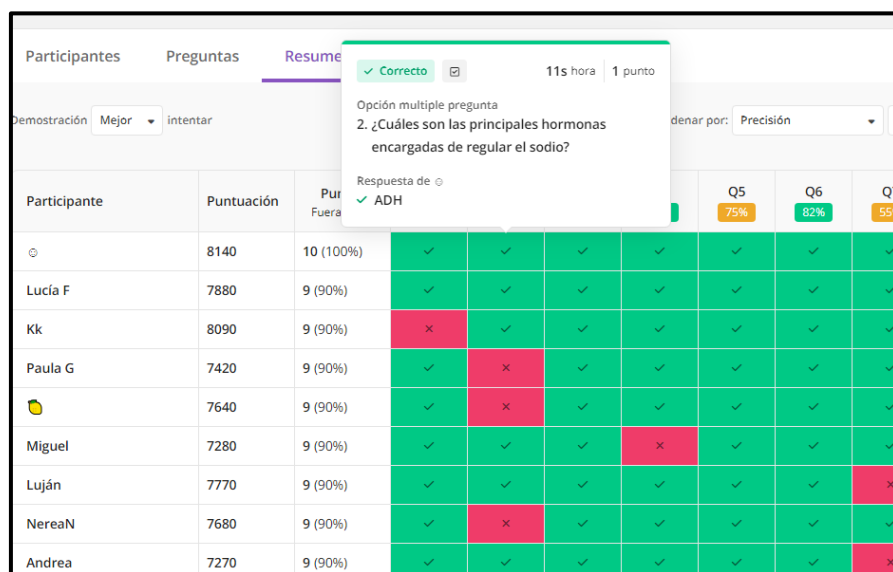 Participantes Preguntas Resume
Correcto 11s hora 1 punto
Opción multiple pregunta
2. ¿Cuáles son las principales hormonas
encargadas de regular el sodio?
Respuesta de ☺
ADH
Demostración Mejor intentar
denar por: Precisión
Participante Puntuación Pun Q5 Q6 Q
Fuera 75% 82% 55
☺ 8140 10 (100%)
Lucía F 7880 9 (90%)
Kk 8090 9 (90%)
Paula G 7420 9 (90%)
🍋 7640 9 (90%)
Miguel 7280 9 (90%)
Luján 7770 9 (90%)
NereaN 7680 9 (90%)
Andrea 7270 9 (90%)